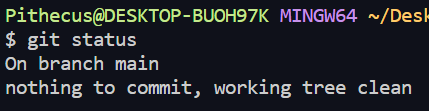 Pithecus@DESKTOP-BUOH97K MINGW64 ~/Desk
$ git status
On branch main
nothing to commit, working tree clean